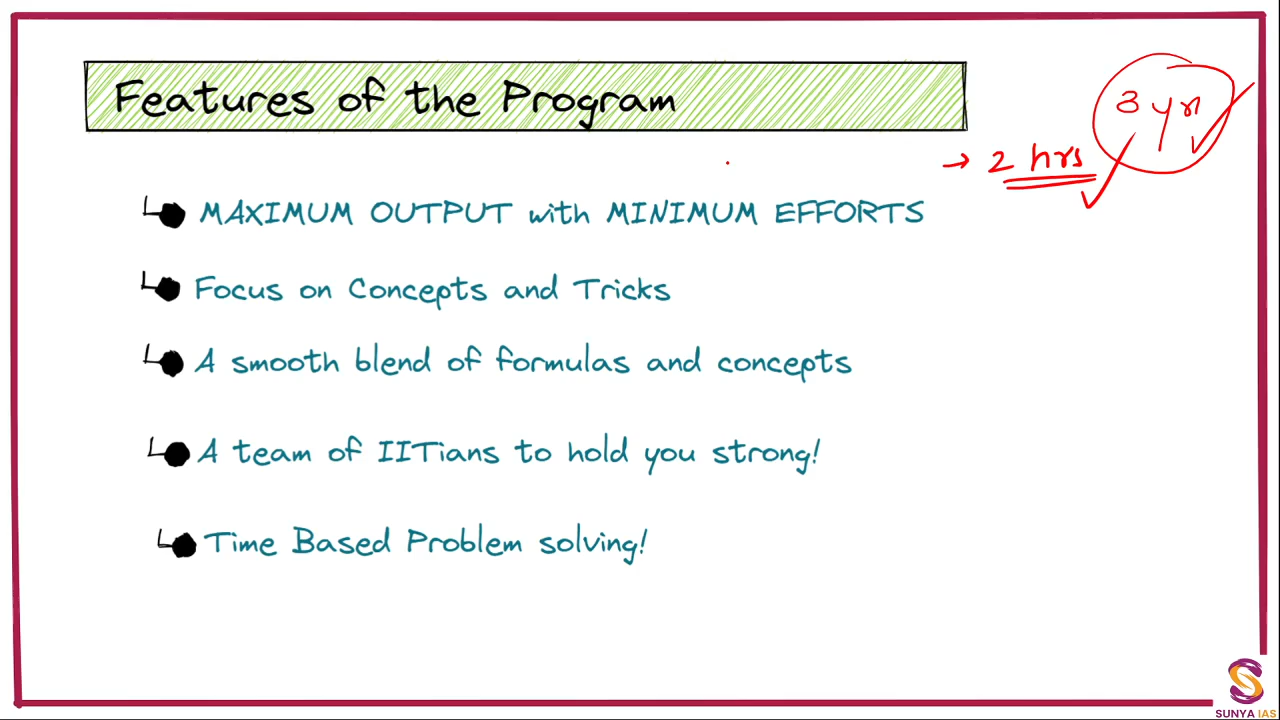 Features of the Program
3 yr
→ 2 hrs
MAXIMUM OUTPUT with MINIMUM EFFORTS
Focus on Concepts and Tricks
A smooth blend of formulas and concepts
A team of IITians to hold you strong!
Time Based Problem solving!
SUNYA IAS